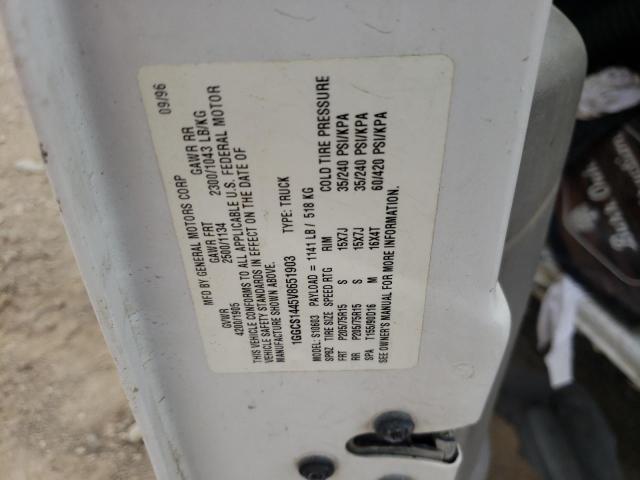 MFD BY GENERAL MOTORS CORP 09/96
GVWR GAWR FRT GAWR RR
4200/1905 2500/1134 2300/1043 LB/KG
THIS VEHICLE CONFORMS TO ALL APPLICABLE U.S. FEDERAL MOTOR
VEHICLE SAFETY STANDARDS IN EFFECT ON THE DATE OF
MANUFACTURE SHOWN ABOVE.
1GGCS1445V8651903 TYPE: TRUCK
MODEL: S10603 PAYLOAD = 1141 LB / 518 KG
SPBZ TIRE SIZE SPEED RTG RIM COLD TIRE PRESSURE
FRT P205/75R15 S 15X7J 35/240 PSI/KPA
RR P205/75R15 S 15X7J 35/240 PSI/KPA
SPA T155/90D16 M 16X4T 60/420 PSI/KPA
SEE OWNER'S MANUAL FOR MORE INFORMATION.